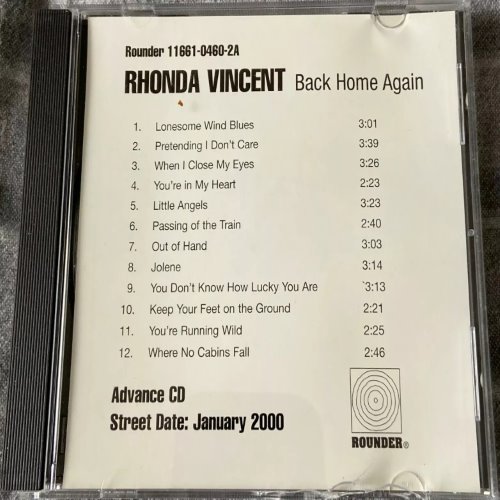 Rounder 11661-0460-2A
RHONDA VINCENT Back Home Again
1. Lonesome Wind Blues 3:01
2. Pretending I Don't Care 3:39
3. When I Close My Eyes 3:26
4. You're in My Heart 2:23
5. Little Angels 3:23
6. Passing of the Train 2:40
7. Out of Hand 3:03
8. Jolene 3:14
9. You Don't Know How Lucky You Are 3:13
10. Keep Your Feet on the Ground 2:21
11. You're Running Wild 2:25
12. Where No Cabins Fall 2:46
Advance CD
Street Date: January 2000
ROUNDER®